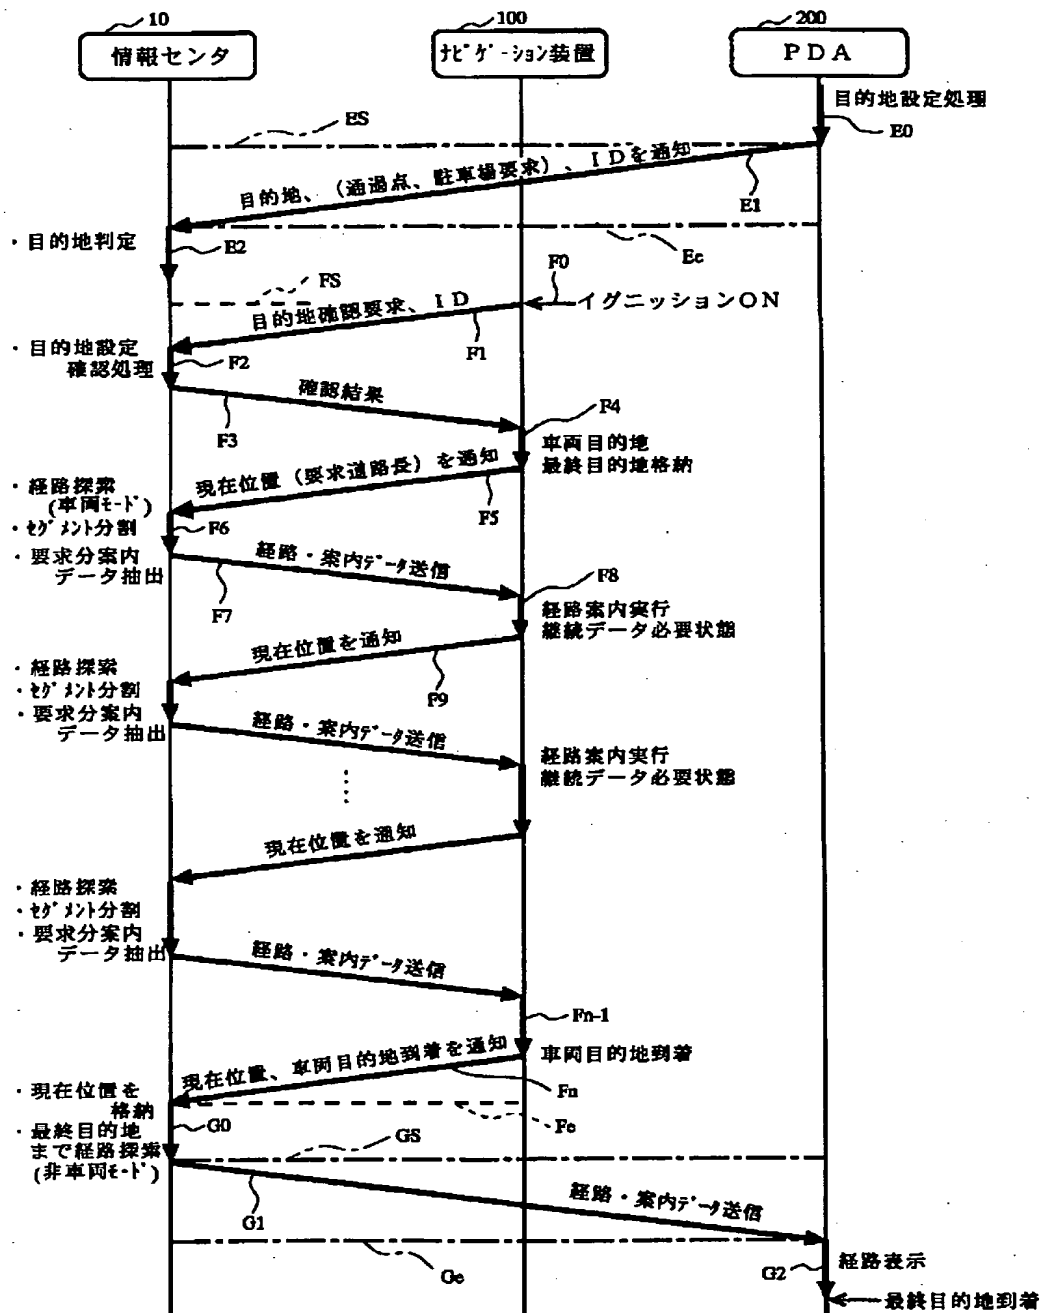 10
100
200
情報センタ
ナビゲーション装置
PDA
目的地設定処理
E0
ES
目的地、(通過点、駐車場要求)、IDを通知
E1
・目的地判定
E2
Ee
FS
F0
イグニッションON
目的地確認要求、ID
F1
・目的地設定
確認処理
F2
確認結果
F3
F4
車両目的地
最終目的地格納
現在位置(要求道路長)を通知
F5
・経路探索
(車両モード)
・セグメント分割
F6
・要求分案内
データ抽出
経路・案内データ送信
F7
F8
経路案内実行
継続データ必要状態
現在位置を通知
F9
・経路探索
・セグメント分割
・要求分案内
データ抽出
経路・案内データ送信
経路案内実行
継続データ必要状態
現在位置を通知
・経路探索
・セグメント分割
・要求分案内
データ抽出
経路・案内データ送信
Fn-1
車両目的地到着
現在位置、車両目的地到着を通知
Fn
・現在位置を
格納
G0
Fe
・最終目的地
まで経路探索
(非車両モード)
GS
経路・案内データ送信
G1
Ge
G2
経路表示
最終目的地到着